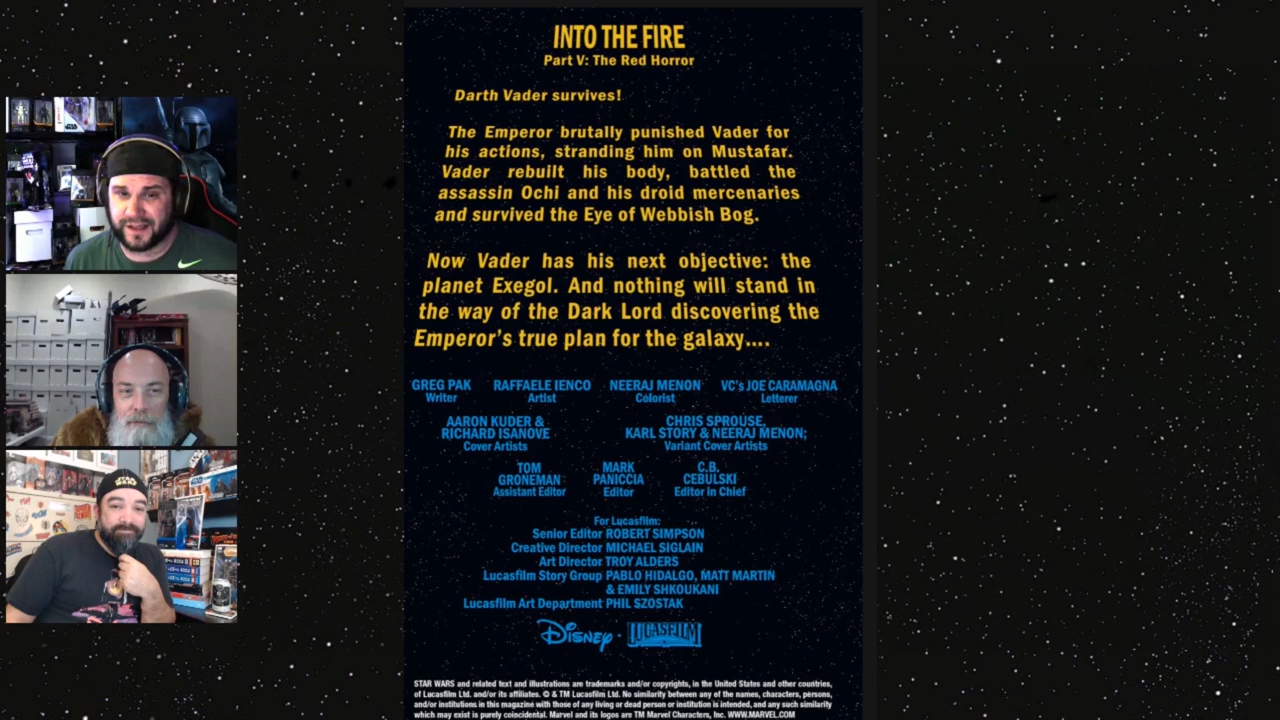 INTO THE FIRE
Part V: The Red Horror
Darth Vader survives!
The Emperor brutally punished Vader for
his actions, stranding him on Mustafar.
Vader rebuilt his body, battled the
assassin Ochi and his droid mercenaries
and survived the Eye of Webbish Bog.
Now Vader has his next objective: the
planet Exegol. And nothing will stand in
the way of the Dark Lord discovering the
Emperor's true plan for the galaxy....
GREG PAK RAFFAELE IENCO NEERAJ MENON VC's JOE CARAMAGNA
Writer Artist Colorist Letterer
AARON KUDER & CHRIS SPROUSE,
RICHARD ISANOVE KARL STORY & NEERAJ MENON;
Cover Artists Variant Cover Artists
TOM MARK C.B.
GRONEMAN PANICCIA CEBULSKI
Assistant Editor Editor Editor in Chief
For Lucasfilm:
Senior Editor ROBERT SIMPSON
Creative Director MICHAEL SIGLAIN
Art Director TROY ALDERS
Lucasfilm Story Group PABLO HIDALGO, MATT MARTIN
& EMILY SHKOUKANI
Lucasfilm Art Department PHIL SZOSTAK
DISNEY · LUCASFILM
STAR WARS and related text and illustrations are trademarks and/or copyrights, in the United States and other countries,
of Lucasfilm Ltd. and/or its affiliates. © & TM Lucasfilm Ltd. No similarity between any of the names, characters, persons,
and/or institutions in this magazine with those of any living or dead person or institution is intended, and any such similarity
which may exist is purely coincidental. Marvel and its logos are TM Marvel Characters, Inc. WWW.MARVEL.COM